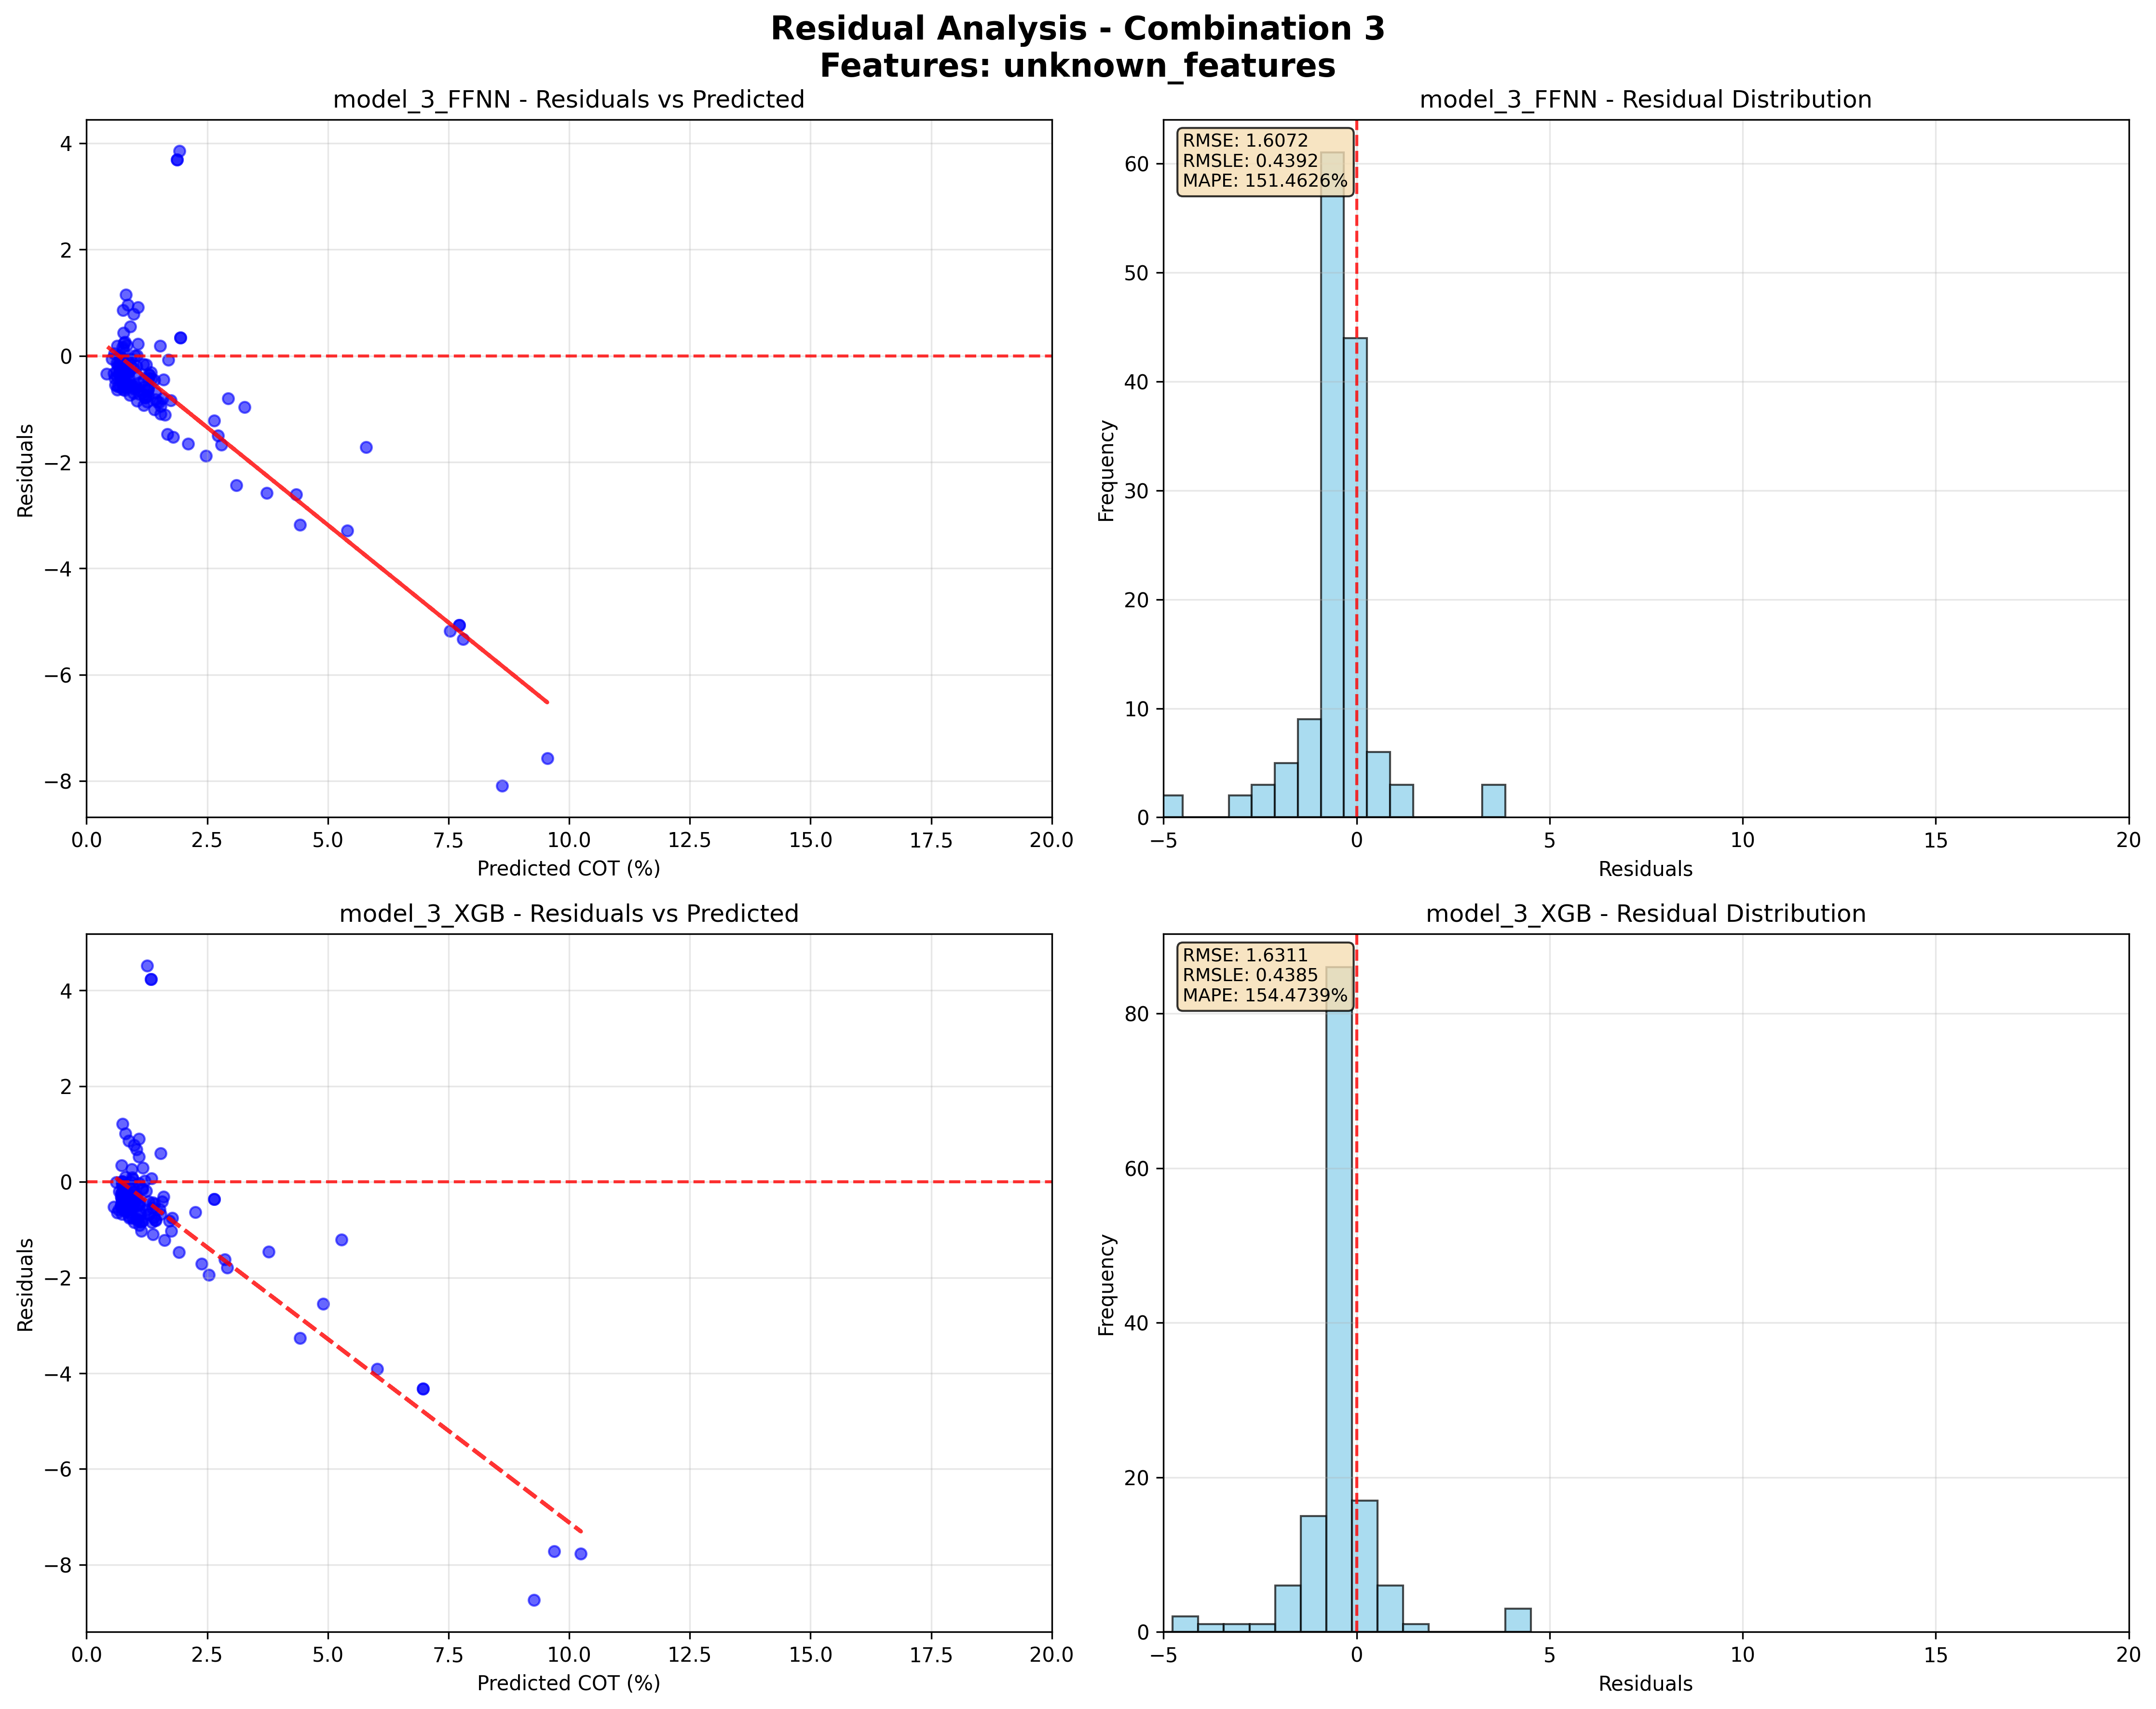 Residual Analysis - Combination 3
Features: unknown_features
model_3_FFNN - Residuals vs Predicted
4
2
0
−2
−4
−6
−8
Residuals
0.0 2.5 5.0 7.5 10.0 12.5 15.0 17.5 20.0
Predicted COT (%)
model_3_FFNN - Residual Distribution
RMSE: 1.6072
RMSLE: 0.4392
MAPE: 151.4626%
60
50
40
30
20
10
0
Frequency
−5 0 5 10 15 20
Residuals
model_3_XGB - Residuals vs Predicted
4
2
0
−2
−4
−6
−8
Residuals
0.0 2.5 5.0 7.5 10.0 12.5 15.0 17.5 20.0
Predicted COT (%)
model_3_XGB - Residual Distribution
RMSE: 1.6311
RMSLE: 0.4385
MAPE: 154.4739%
80
60
40
20
0
Frequency
−5 0 5 10 15 20
Residuals